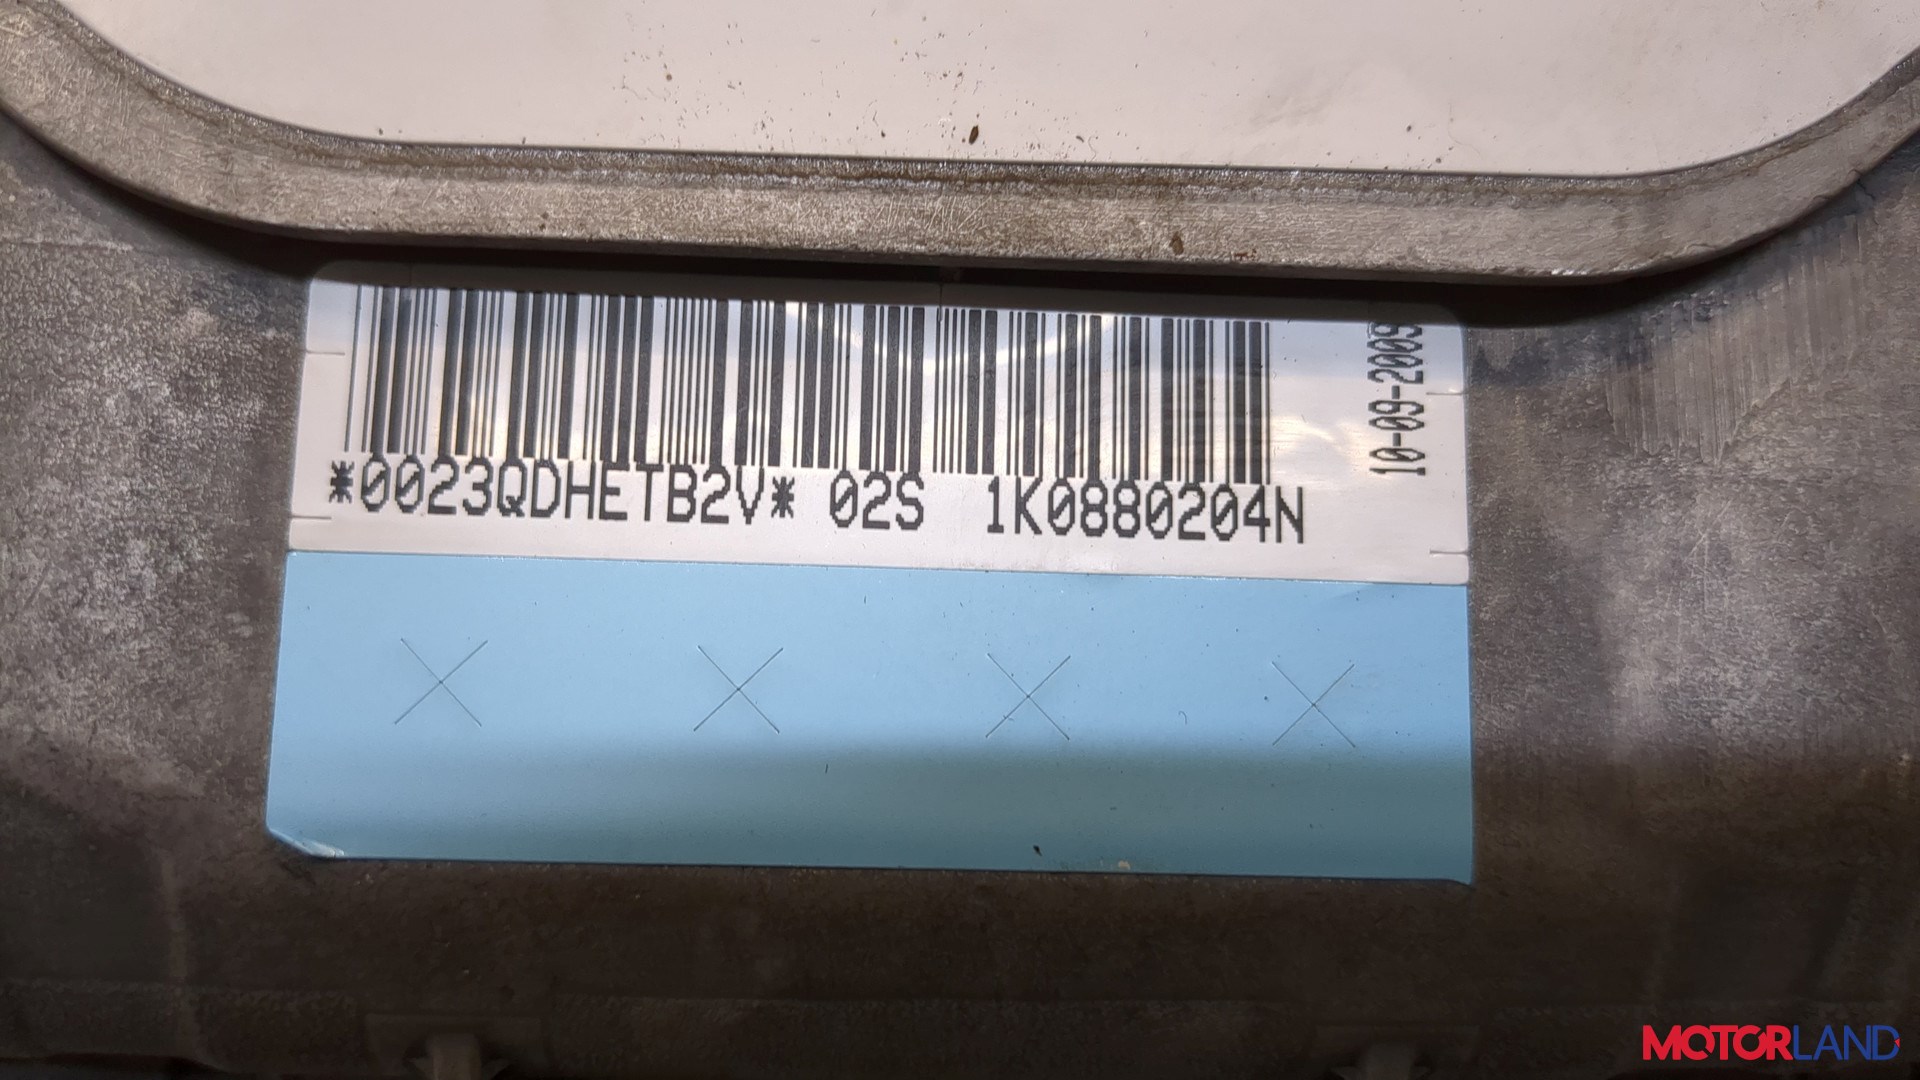 *0023QDHETB2V* 02S 1K0880204N
10-09-2009
MOTORLAND